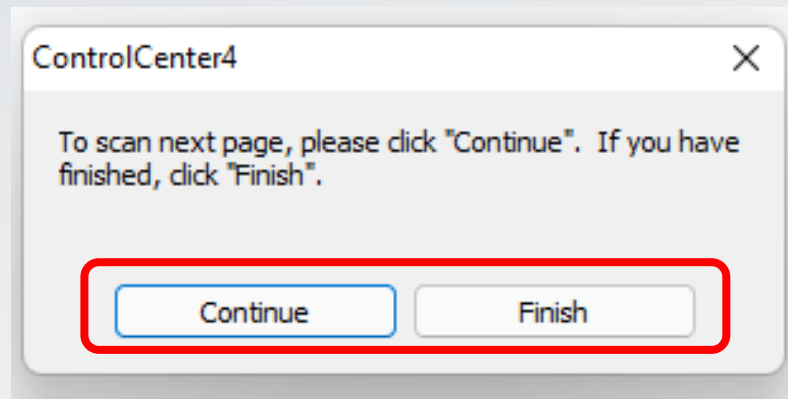 ControlCenter4
To scan next page, please click "Continue".  If you have
finished, click "Finish".
Continue
Finish